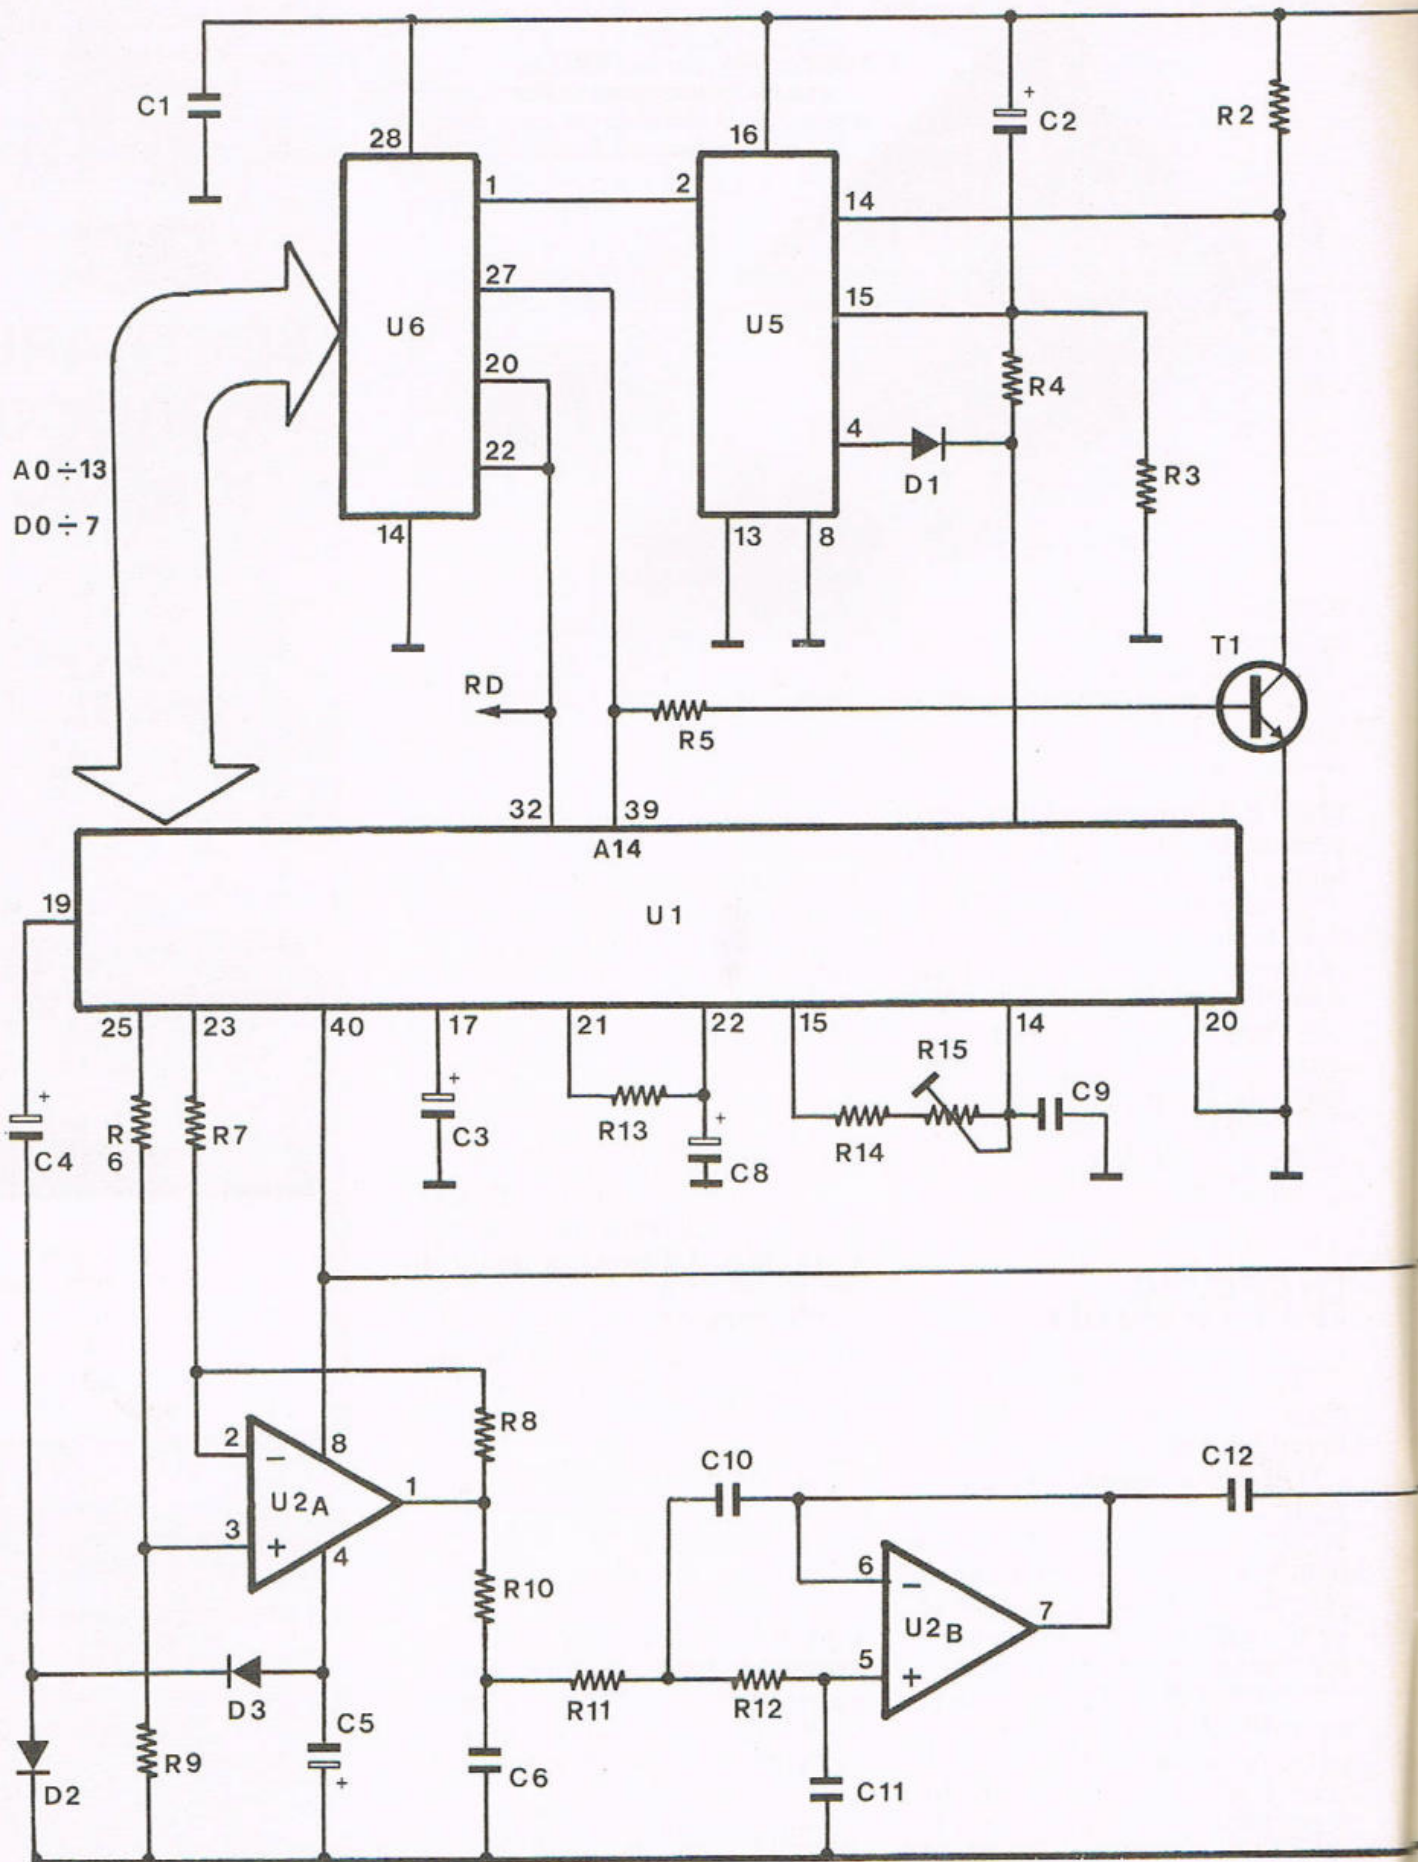 C1
28
16
+
C2
R2
1
2
14
27
15
U6
U5
20
R4
4
22
D1
R3
A0÷13
D0÷7
14
13
8
T1
RD
R5
32
39
A14
19
U1
25
23
40
17
21
22
15
14
20
R15
+
+
C9
C4
R
6
R7
C3
R13
+
C8
R14
2
8
R8
−
1
C10
C12
U2A
3
+
4
R10
6
−
7
U2B
5
+
D3
R11
R12
C5
R9
+
D2
C6
C11